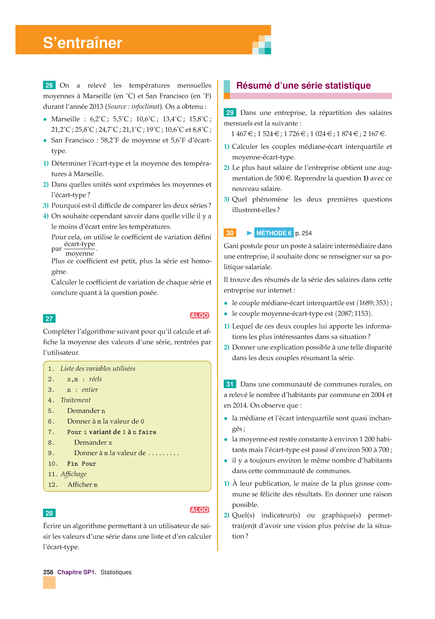 S'entraîner
26 On a relevé les températures mensuelles
moyennes à Marseille (en ˚C) et San Francisco (en ˚F)
durant l'année 2013 (Source : infoclimat). On a obtenu :
• Marseille : 6,2˚C ; 5,5˚C ; 10,6˚C ; 13,4˚C ; 15,8˚C ;
21,2˚C ; 25,8˚C ; 24,7˚C ; 21,1˚C ; 19˚C ; 10,6˚C et 8,8˚C ;
• San Francisco : 58,2˚F de moyenne et 5,6˚F d'écart-
type.
1) Déterminer l'écart-type et la moyenne des tempéra-
tures à Marseille.
2) Dans quelles unités sont exprimées les moyennes et
l'écart-type ?
3) Pourquoi est-il difficile de comparer les deux séries ?
4) On souhaite cependant savoir dans quelle ville il y a
le moins d'écart entre les températures.
Pour cela, on utilise le coefficient de variation défini
par écart-type
moyenne.
Plus ce coefficient est petit, plus la série est homo-
gène.
Calculer le coefficient de variation de chaque série et
conclure quant à la question posée.
27 ALGO
Compléter l'algorithme suivant pour qu'il calcule et af-
fiche la moyenne des valeurs d'une série, rentrées par
l'utilisateur.
1. Liste des variables utilisées
2. x,m : réels
3. n : entier
4. Traitement
5. Demander n
6. Donner à m la valeur de 0
7. Pour i variant de 1 à n faire
8. Demander x
9. Donner à m la valeur de .........
10. Fin Pour
11. Affichage
12. Afficher m
28 ALGO
Écrire un algorithme permettant à un utilisateur de sai-
sir les valeurs d'une série dans une liste et d'en calculer
l'écart-type.
258 Chapitre SP1. Statistiques
Résumé d'une série statistique
29 Dans une entreprise, la répartition des salaires
mensuels est la suivante :
1 467 € ; 1 524 € ; 1 726 € ; 1 024 € ; 1 874 € ; 2 167 €.
1) Calculer les couples médiane-écart interquartile et
moyenne-écart-type.
2) Le plus haut salaire de l'entreprise obtient une aug-
mentation de 500 €. Reprendre la question 1) avec ce
nouveau salaire.
3) Quel phénomène les deux premières questions
illustrent-elles ?
30 ► MÉTHODE 6 p. 254
Gani postule pour un poste à salaire intermédiaire dans
une entreprise, il souhaite donc se renseigner sur sa po-
litique salariale.
Il trouve des résumés de la série des salaires dans cette
entreprise sur internet :
• le couple médiane-écart interquartile est (1689; 353) ;
• le couple moyenne-écart-type est (2087; 1153).
1) Lequel de ces deux couples lui apporte les informa-
tions les plus intéressantes dans sa situation ?
2) Donner une explication possible à une telle disparité
dans les deux couples résumant la série.
31 Dans une communauté de communes rurales, on
a relevé le nombre d'habitants par commune en 2004 et
en 2014. On observe que :
• la médiane et l'écart interquartile sont quasi inchan-
gés ;
• la moyenne est restée constante à environ 1 200 habi-
tants mais l'écart-type est passé d'environ 500 à 700 ;
• il y a toujours environ le même nombre d'habitants
dans cette communauté de communes.
1) À leur publication, le maire de la plus grosse com-
mune se félicite des résultats. En donner une raison
possible.
2) Quel(s) indicateur(s) ou graphique(s) permet-
trai(en)t d'avoir une vision plus précise de la situa-
tion ?